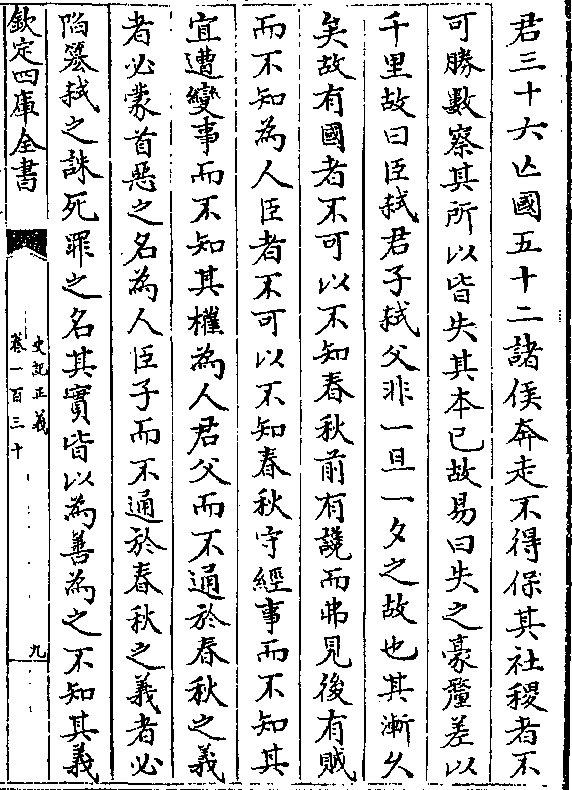 君三十六亡國五十二諸侯奔走不得保其社稷者不
可勝數察其所以皆失其本已故易曰失之豪釐差以
千里故曰臣弒君子弒父非一旦一夕之故也其漸久
矣故有國者不可以不知春秋前有讒而弗見後有賊
而不知為人臣者不可以不知春秋守經事而不知其
宜遭變事而不知其權為人君父而不通於春秋之義
者必蒙首惡之名為人臣子而不通於春秋之義者必
陷簒弒之誅死罪之名其實皆以為善為之不知其義
欽定四庫全書
史記正義
卷一百三十
九